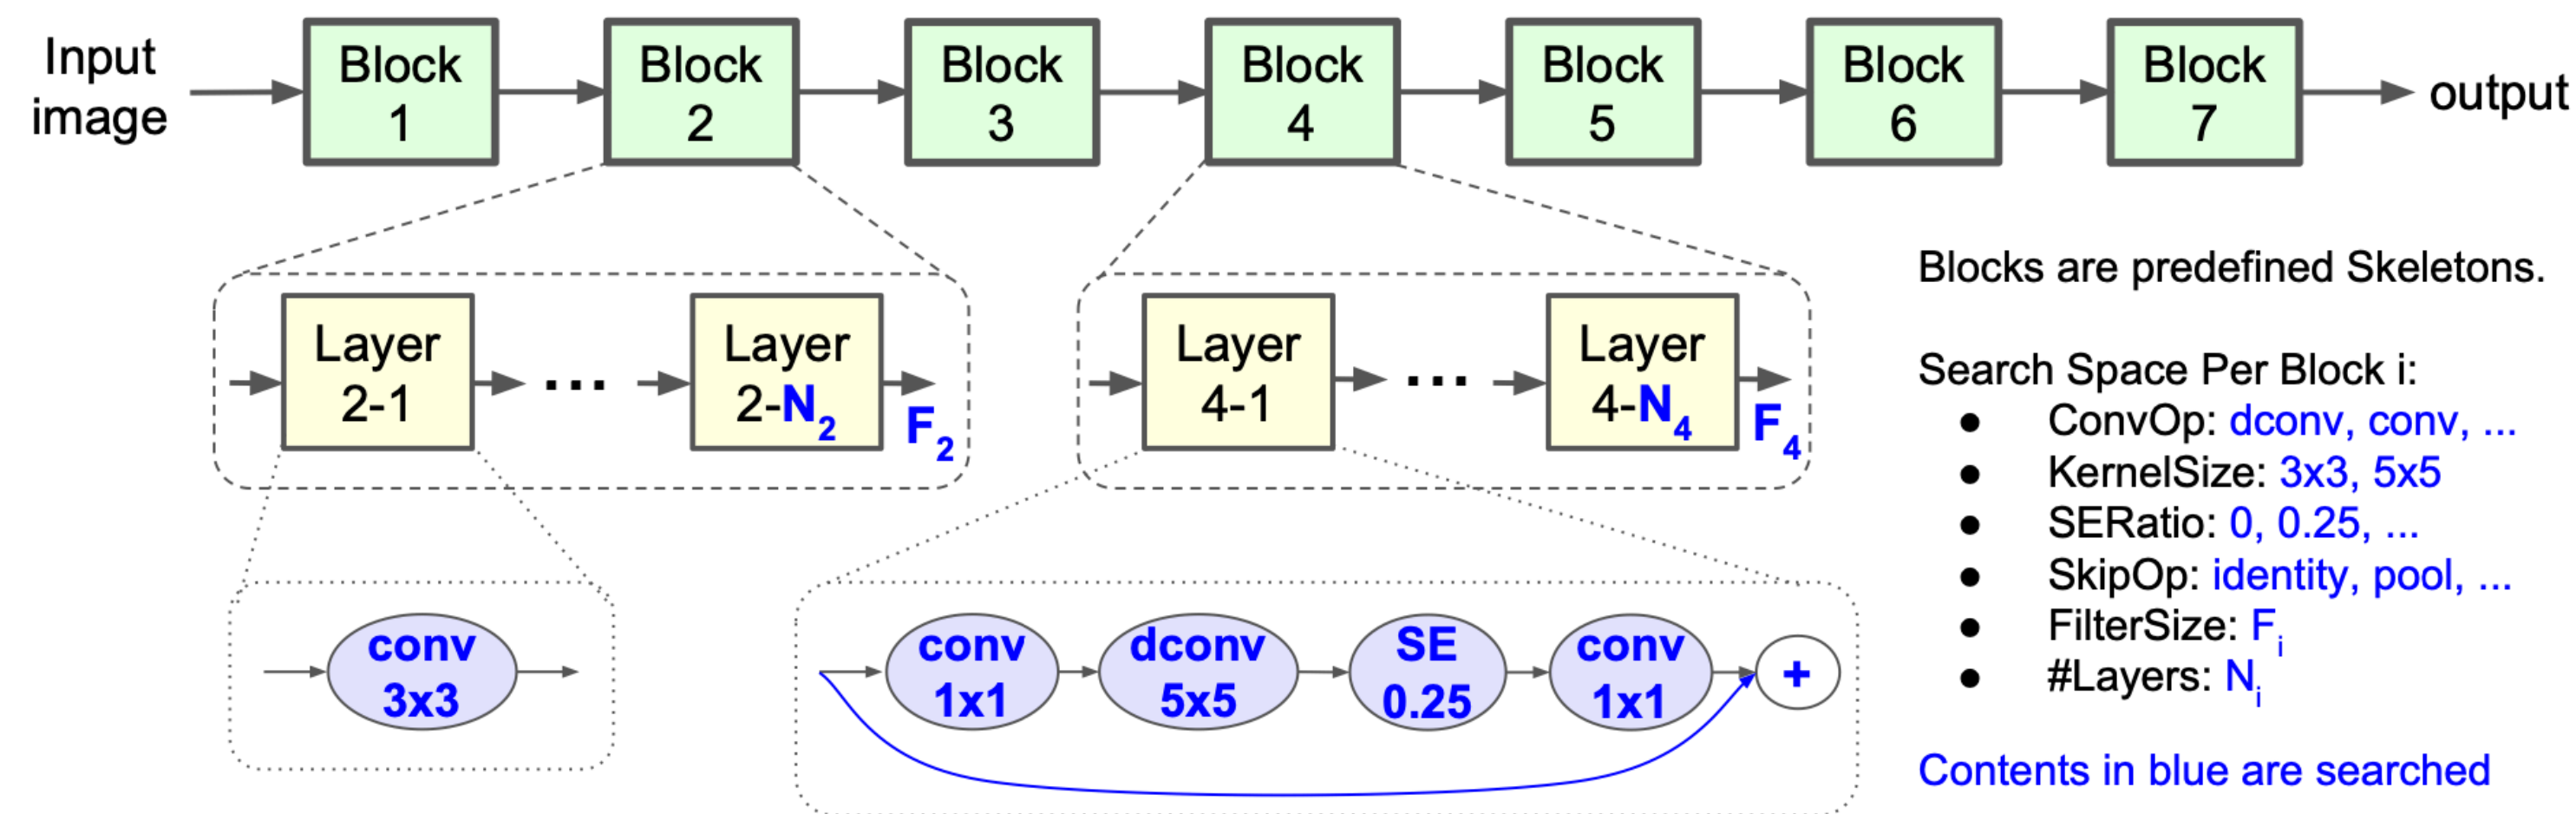 Input
image
Block
1
Block
2
Block
3
Block
4
Block
5
Block
6
Block
7
output
Layer
2-1
...
Layer
2-N2
F2
Layer
4-1
...
Layer
4-N4
F4
conv
3x3
conv
1x1
dconv
5x5
SE
0.25
conv
1x1
+
Blocks are predefined Skeletons.
Search Space Per Block i:
● ConvOp: dconv, conv, ...
● KernelSize: 3x3, 5x5
● SERatio: 0, 0.25, ...
● SkipOp: identity, pool, ...
● FilterSize: Fi
● #Layers: Ni
Contents in blue are searched